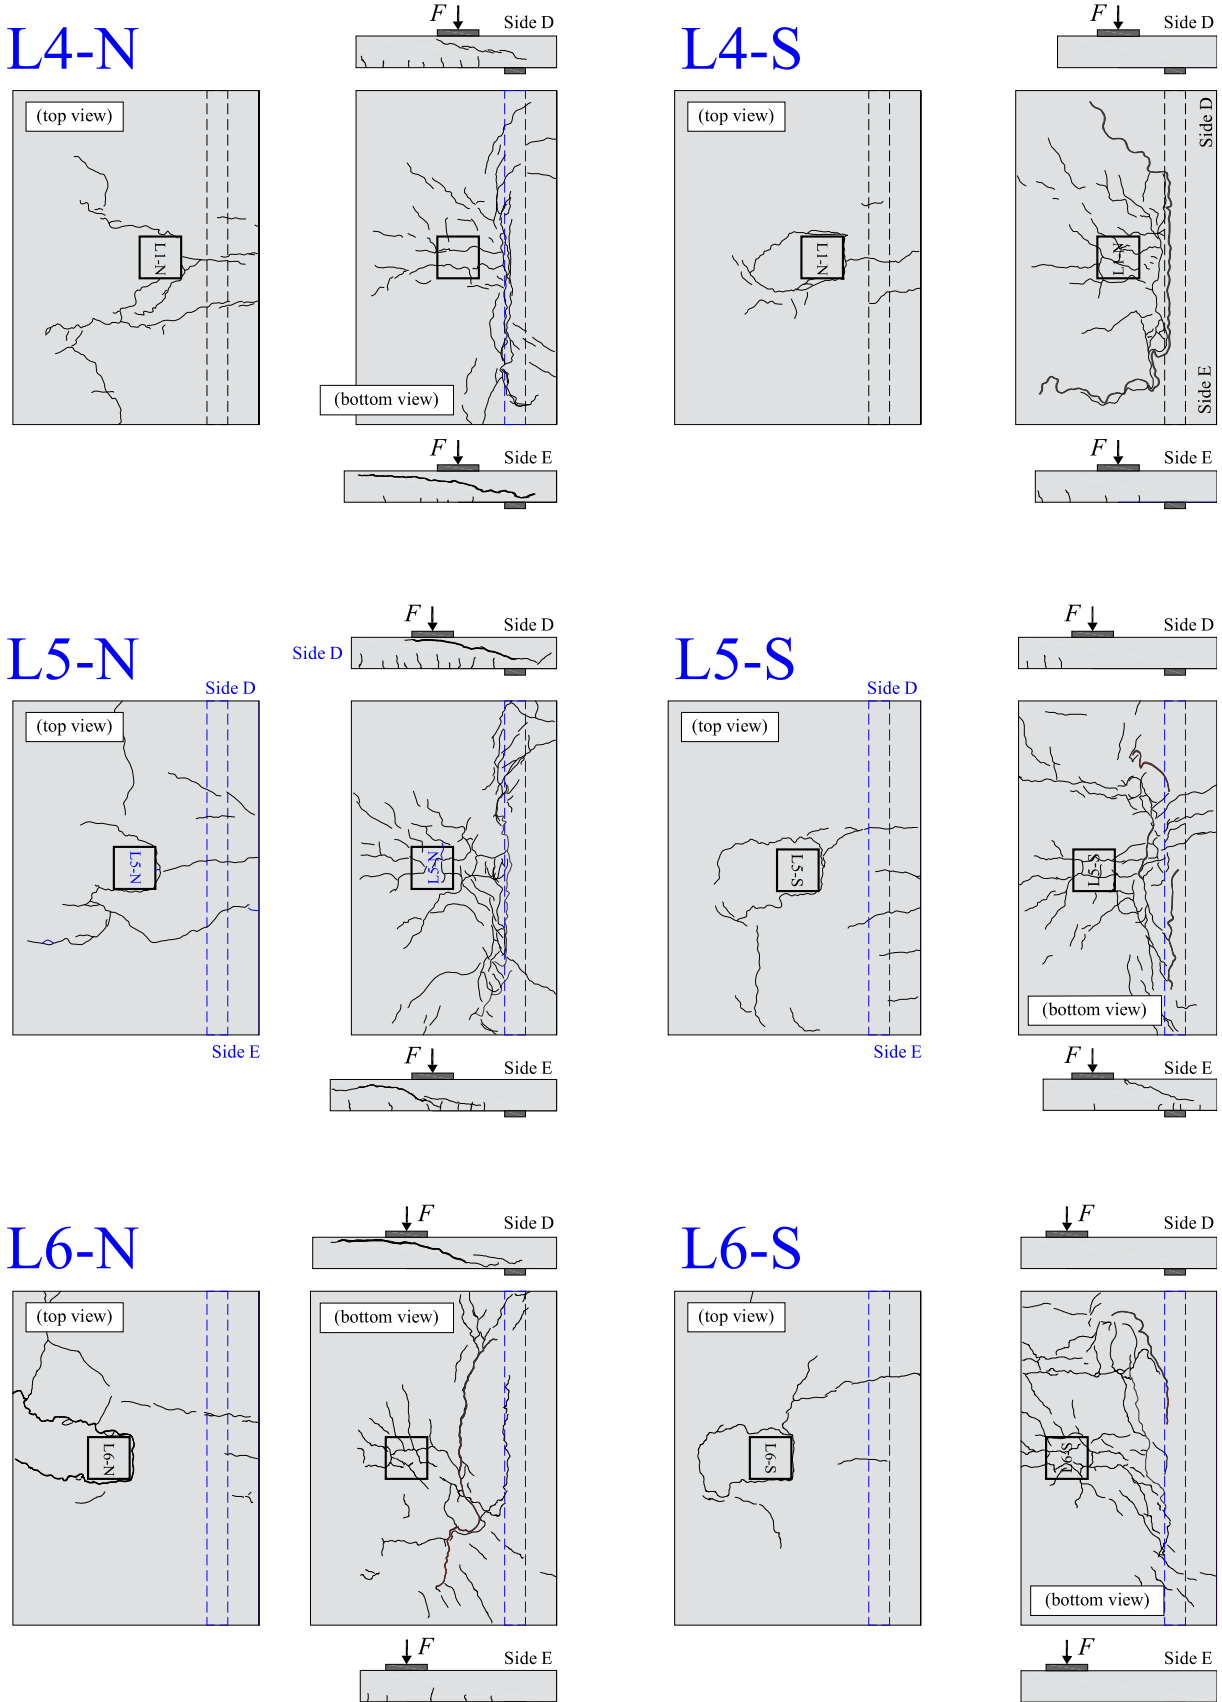 L4-N
F
Side D
L4-S
F
Side D
(top view)
L1-N
(bottom view)
(top view)
L1-N
Side D
L4-N
Side E
F
Side E
F
Side E
L5-N
Side D
F
Side D
L5-S
F
Side D
Side D
(top view)
L5-N
Side E
L5-N
Side D
(top view)
L5-S
Side E
L5-S
(bottom view)
F
Side E
F
Side E
L6-N
F
Side D
L6-S
F
Side D
(top view)
L6-N
(bottom view)
(top view)
L6-S
L6-S
(bottom view)
F
Side E
F
Side E